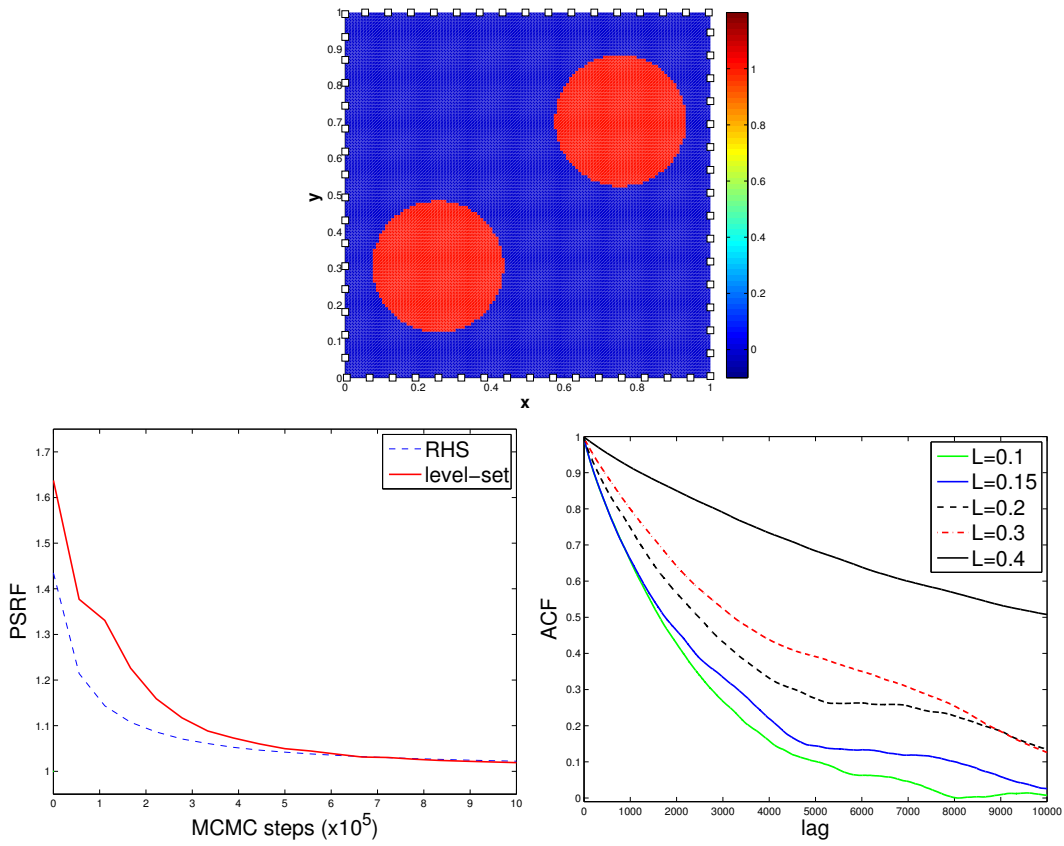 1
0.9
0.8
0.7
0.6
0.5
0.4
0.3
0.2
0.1
0
y
0 0.2 0.4 0.6 0.8 1
x
1
0.8
0.6
0.4
0.2
0
1.7
1.6
1.5
1.4
1.3
1.2
1.1
1
PSRF
RHS
level-set
0 1 2 3 4 5 6 7 8 9 10
MCMC steps (x10^5)
1
0.9
0.8
0.7
0.6
0.5
0.4
0.3
0.2
0.1
0
ACF
L=0.1
L=0.15
L=0.2
L=0.3
L=0.4
1000 2000 3000 4000 5000 6000 7000 8000 9000 10000
lag